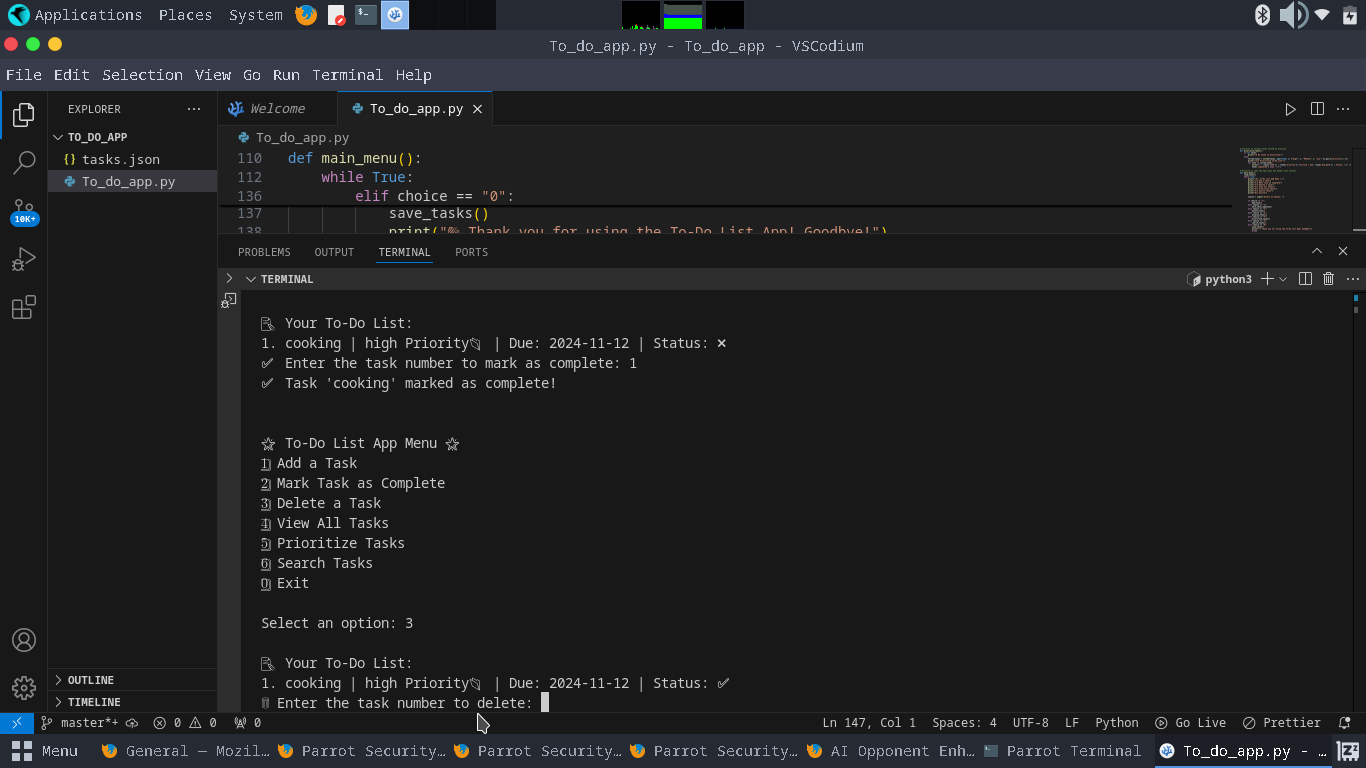 Applications Places System
To_do_app.py - To_do_app - VSCodium
File Edit Selection View Go Run Terminal Help
EXPLORER
Welcome
To_do_app.py
TO_DO_APP
To_do_app.py
tasks.json
To_do_app.py
10K+
110 def main_menu():
112 while True:
136 elif choice == "0":
137 save_tasks()
138 print(" Thank you for using the To-Do List App! Goodbye!")
PROBLEMS OUTPUT TERMINAL PORTS
TERMINAL
python3
Your To-Do List:
1. cooking | high Priority | Due: 2024-11-12 | Status: ❌
✅ Enter the task number to mark as complete: 1
✅ Task 'cooking' marked as complete!
To-Do List App Menu
1 Add a Task
2 Mark Task as Complete
3 Delete a Task
4 View All Tasks
5 Prioritize Tasks
6 Search Tasks
0 Exit
Select an option: 3
Your To-Do List:
1. cooking | high Priority | Due: 2024-11-12 | Status: ✅
Enter the task number to delete:
OUTLINE
TIMELINE
master*+ 0 0 0 Ln 147, Col 1 Spaces: 4 UTF-8 LF Python Go Live Prettier
Menu General — Mozil... Parrot Security... Parrot Security... Parrot Security... AI Opponent Enh... Parrot Terminal To_do_app.py - ...